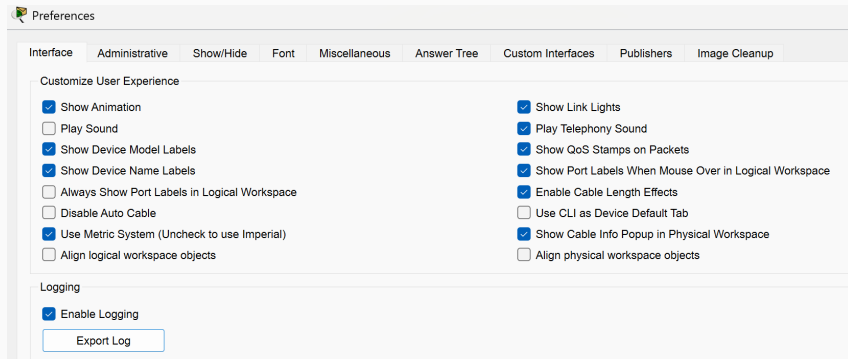 Preferences
Interface Administrative Show/Hide Font Miscellaneous Answer Tree Custom Interfaces Publishers Image Cleanup
Customize User Experience
Show Animation Show Link Lights
Play Sound Play Telephony Sound
Show Device Model Labels Show QoS Stamps on Packets
Show Device Name Labels Show Port Labels When Mouse Over in Logical Workspace
Always Show Port Labels in Logical Workspace Enable Cable Length Effects
Disable Auto Cable Use CLI as Device Default Tab
Use Metric System (Uncheck to use Imperial) Show Cable Info Popup in Physical Workspace
Align logical workspace objects Align physical workspace objects
Logging
Enable Logging
Export Log